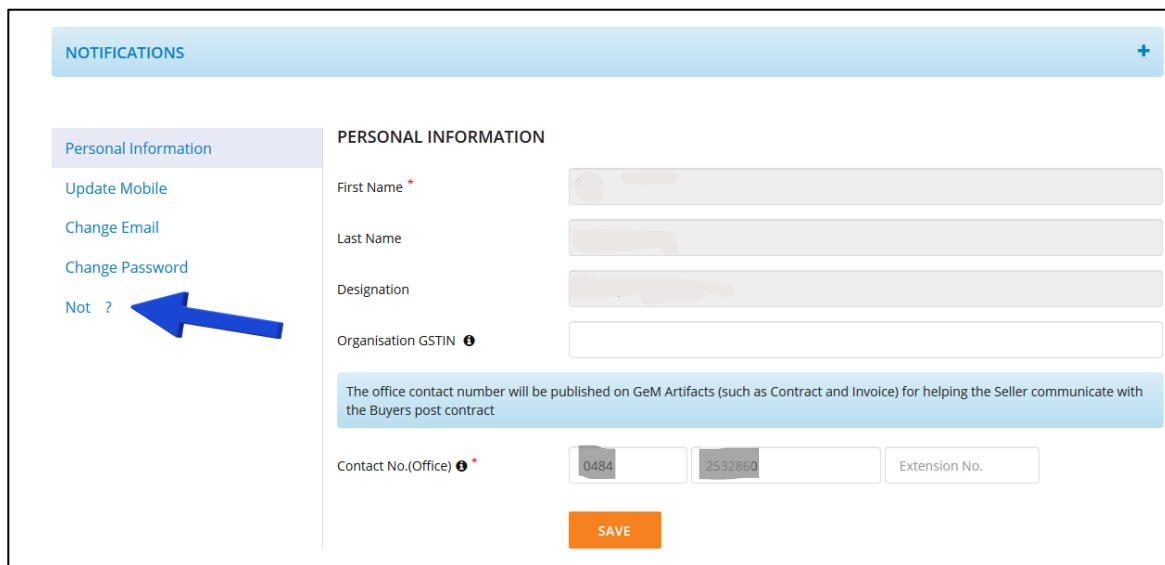 NOTIFICATIONS +
Personal Information
Update Mobile
Change Email
Change Password
Not ?
PERSONAL INFORMATION
First Name *
Last Name
Designation
Organisation GSTIN
The office contact number will be published on GeM Artifacts (such as Contract and Invoice) for helping the Seller communicate with
the Buyers post contract
Contact No.(Office) * 0484 2532860 Extension No.
SAVE